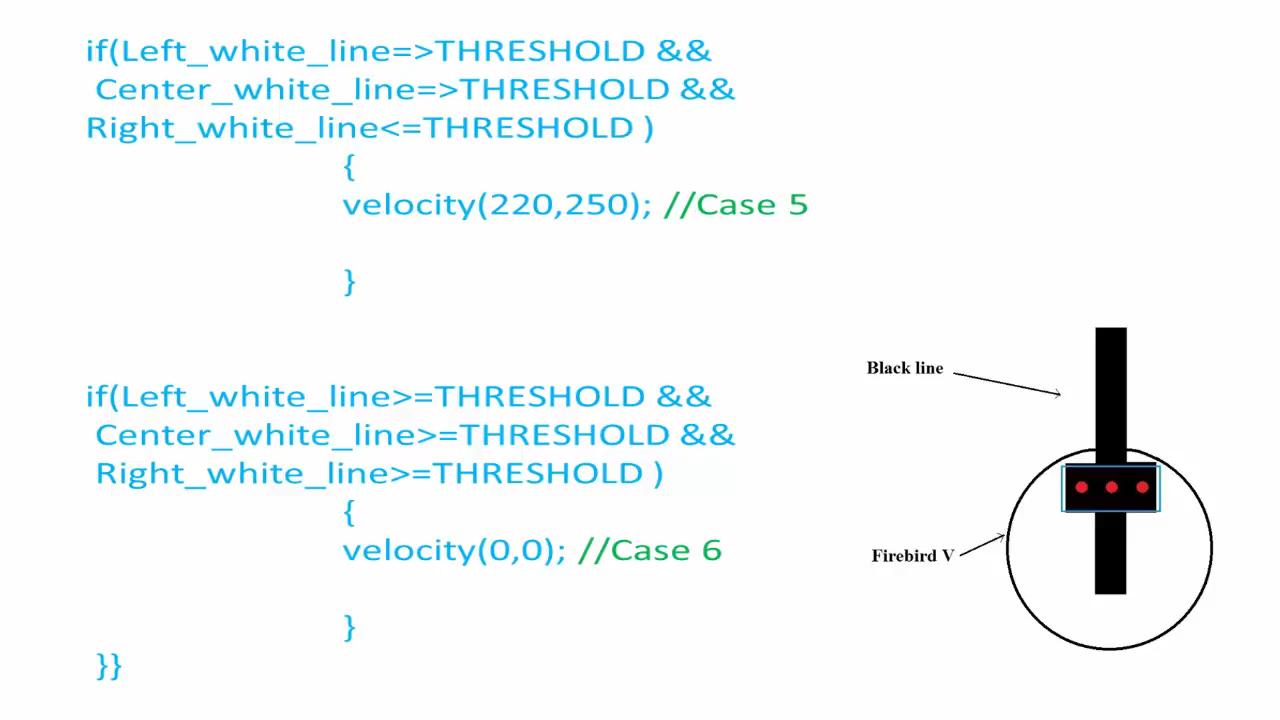 if(Left_white_line=>THRESHOLD &&
Center_white_line=>THRESHOLD &&
Right_white_line<=THRESHOLD )
{
velocity(220,250); //Case 5
}
if(Left_white_line>=THRESHOLD &&
Center_white_line>=THRESHOLD &&
Right_white_line>=THRESHOLD )
{
velocity(0,0); //Case 6
}
}}
Black line
Firebird V